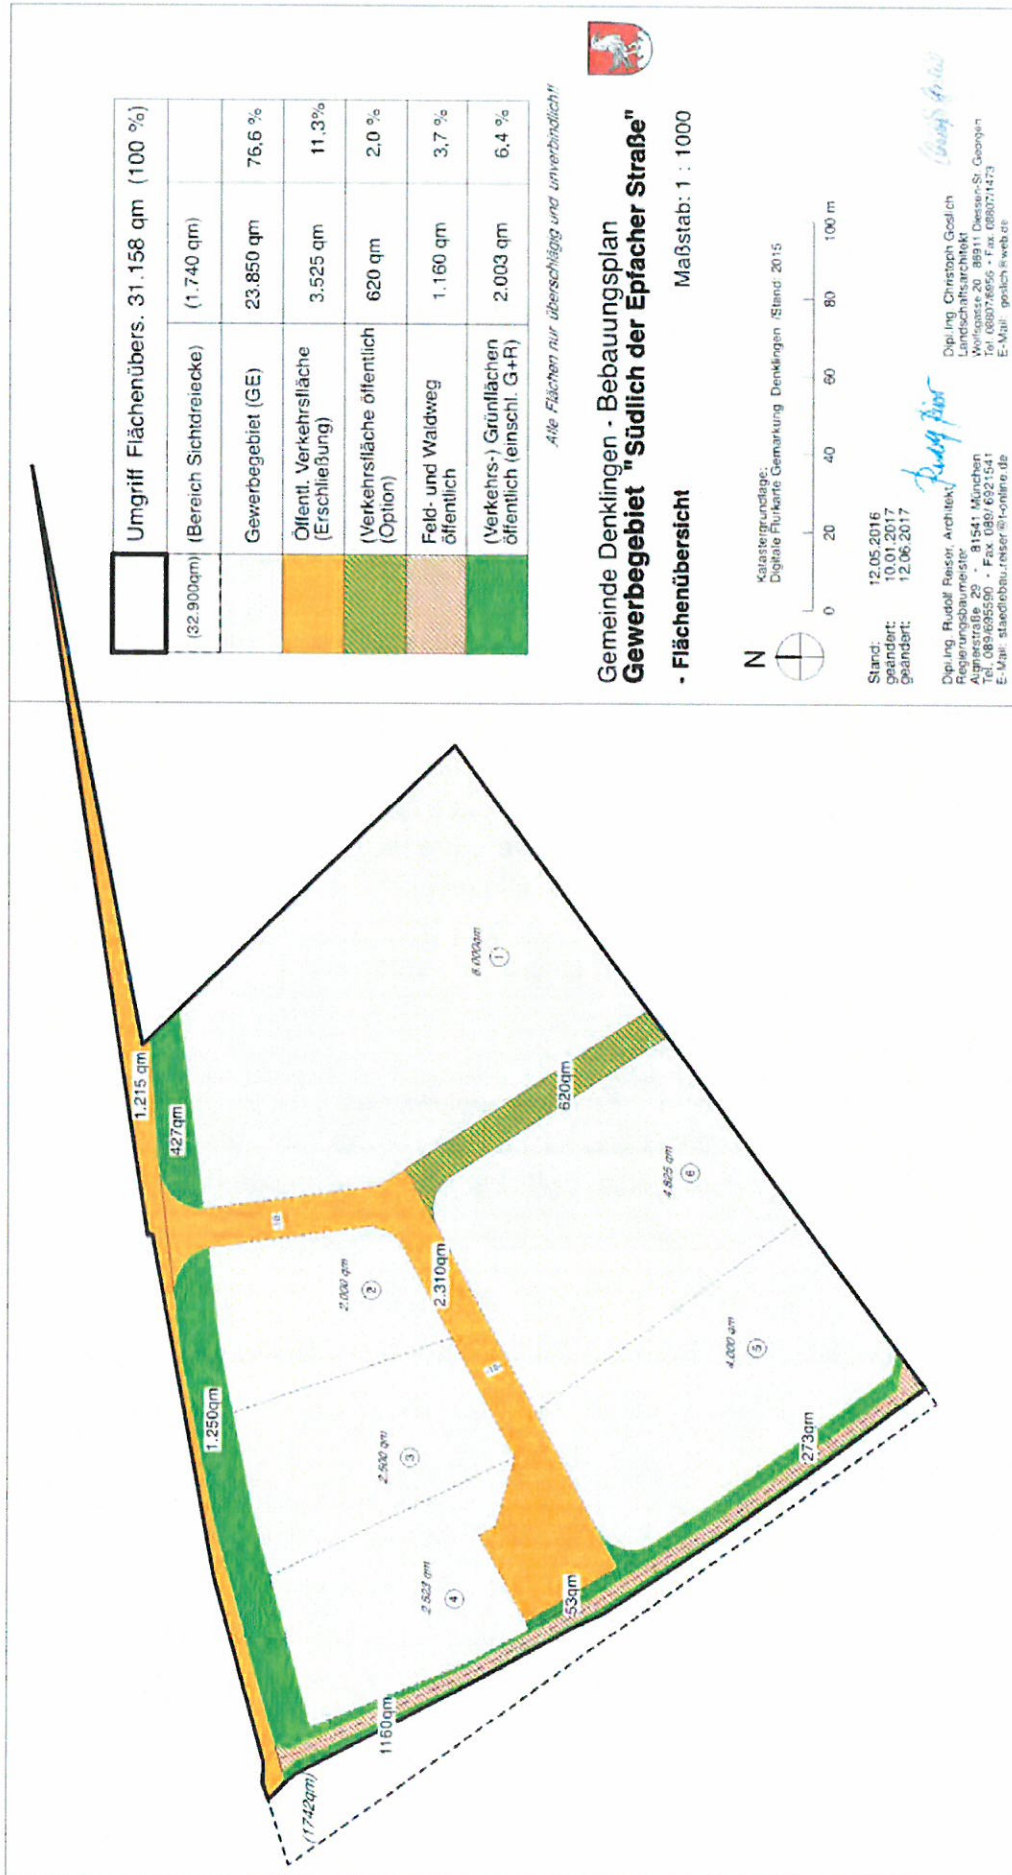 Umgriff Flächenübers. 31.158 qm (100 %)
(32.900qm) (Bereich Sichtdreiecke) (1.740 qm)
Gewerbegebiet (GE) 23.850 qm 76,6 %
Öffentl. Verkehrsfläche 3.525 qm 11,3%
(Erschließung)
(Verkehrsfläche öffentlich 620 qm 2,0 %
(Option)
Feld- und Waldweg 1.160 qm 3,7 %
öffentlich
(Verkehrs-) Grünflächen 2.003 qm 6,4 %
öffentlich (einschl. G+R)
Alle Flächen nur überschlägig und unverbindlich!!
Gemeinde Denklingen - Bebauungsplan
Gewerbegebiet "Südlich der Epfacher Straße"
- Flächenübersicht Maßstab: 1 : 1000
N
Katastergrundlage:
Digitale Flurkarte Gemarkung Denklingen /Stand: 2015
0 20 40 60 80 100 m
Stand: 12.05.2016
geändert: 10.01.2017
geändert: 12.06.2017
Dipl.Ing. Rudolf Reiser, Architekt
Regierungsbaumeister
Aignerstraße 29 - 81541 München
Tel. 089/695590 - Fax 089/ 6921541
E-Mail: staedtebau.reiser@t-online.de
Dipl.Ing. Christoph Goslich
Landschaftsarchitekt
Wolfsgasse 20 86911 Diessen-St. Georgen
Tel. 08807/6956 - Fax. 08807/1473
1.215 qm
427qm
1.250qm
-10-
2.000 qm
2
2.500 qm
3
2.523 qm
4
2.310qm
-10-
8.000qm
1
620qm
4.825 qm
6
4.000 qm
5
53qm
273qm
1160qm
(1742qm)